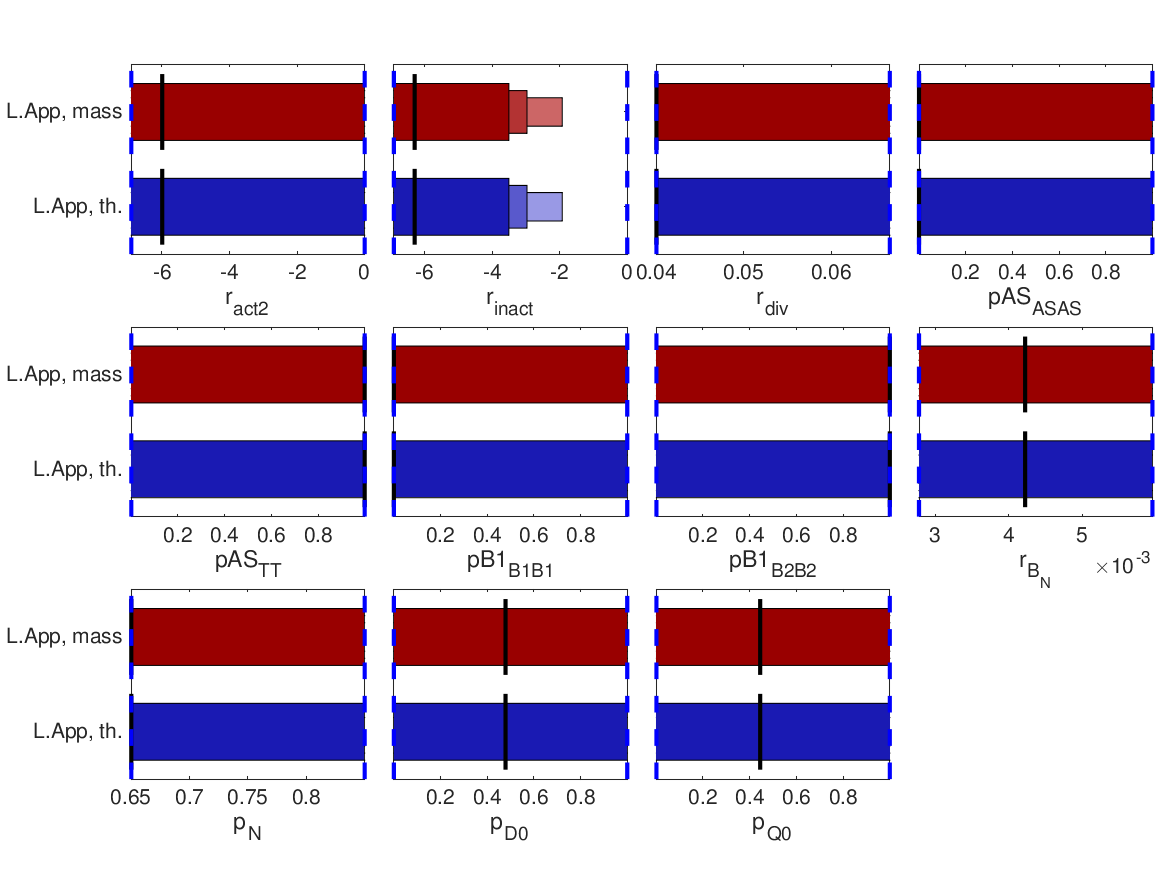 L.App, mass
L.App, th.
-6 -4 -2 0
r_act2
-6 -4 -2 0
r_inact
0.04 0.05 0.06
r_div
0.2 0.4 0.6 0.8
pAS_ASAS
L.App, mass
L.App, th.
0.2 0.4 0.6 0.8
pAS_TT
0.2 0.4 0.6 0.8
pB1_B1B1
0.2 0.4 0.6 0.8
pB1_B2B2
3 4 5
×10^-3
r_B_N
L.App, mass
L.App, th.
0.65 0.7 0.75 0.8
p_N
0.2 0.4 0.6 0.8
p_D0
0.2 0.4 0.6 0.8
p_Q0